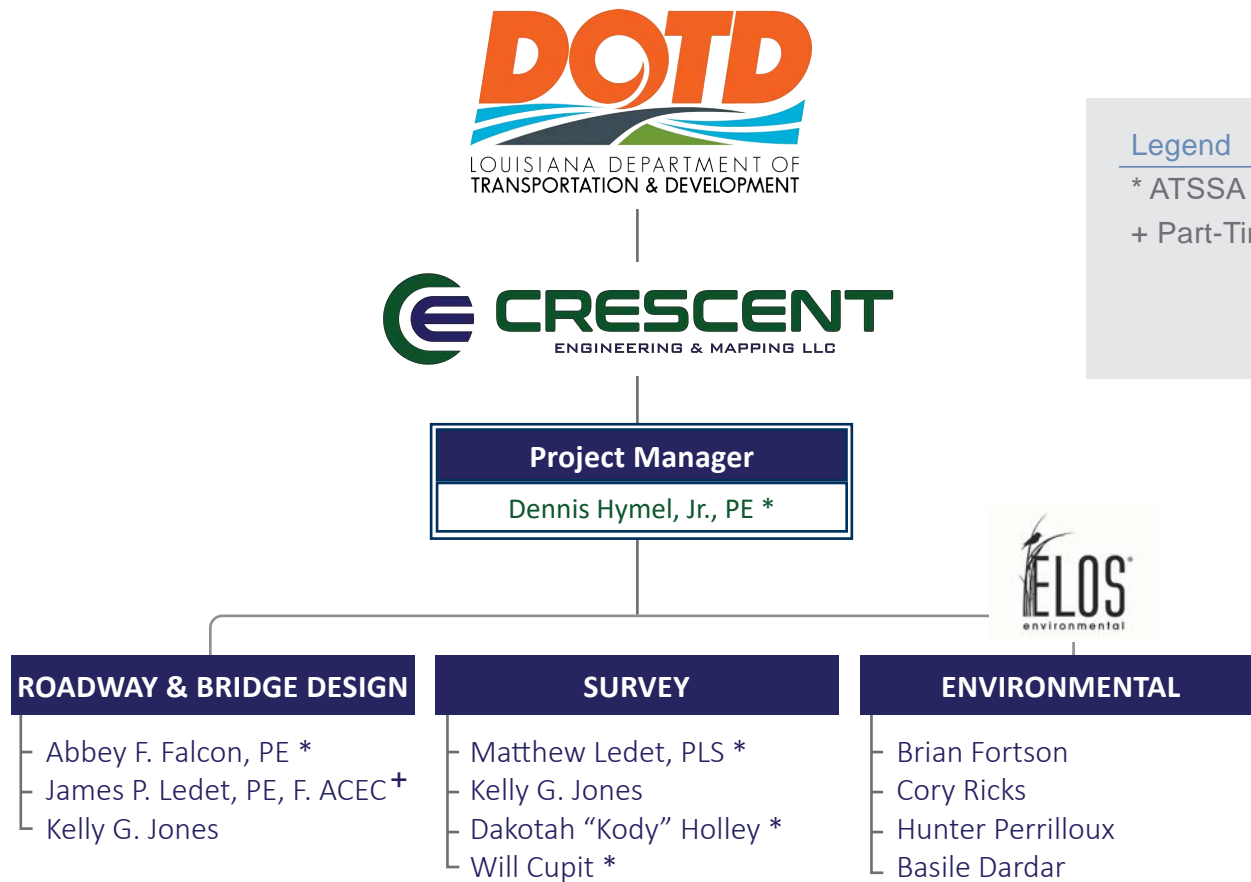 DOTD
LOUISIANA DEPARTMENT OF
TRANSPORTATION & DEVELOPMENT
Legend
* ATSSA
+
CRESCENT
ENGINEERING & MAPPING LLC
Project Manager
Dennis Hymel, Jr., PE *
ELOS
environmental
ROADWAY & BRIDGE DESIGN
Abbey F. Falcon, PE *
James P. Ledet, PE, F. ACEC +
Kelly G. Jones
SURVEY
Matthew Ledet, PLS *
Kelly G. Jones
Dakotah “Kody” Holley *
Will Cupit *
ENVIRONMENTAL
Brian Fortson
Cory Ricks
Hunter Perrilloux
Basile Dardar